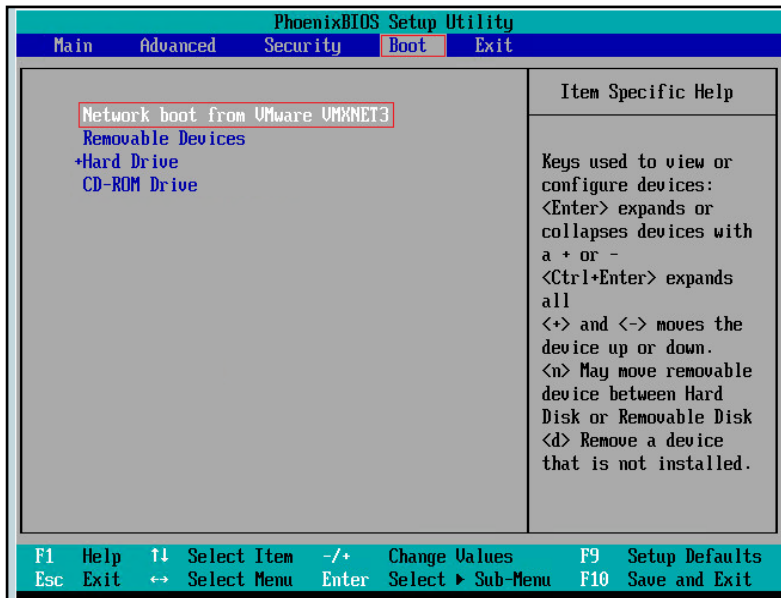 PhoenixBIOS Setup Utility
Main Advanced Security Boot Exit
Network boot from VMware VMXNET3
Removable Devices
+Hard Drive
CD-ROM Drive
Item Specific Help
Keys used to view or
configure devices:
<Enter> expands or
collapses devices with
a + or -
<Ctrl+Enter> expands
all
<+> and <-> moves the
device up or down.
<n> May move removable
device between Hard
Disk or Removable Disk
<d> Remove a device
that is not installed.
F1 Help ↑↓ Select Item -/+ Change Values F9 Setup Defaults
Esc Exit ↔ Select Menu Enter Select ▶ Sub-Menu F10 Save and Exit